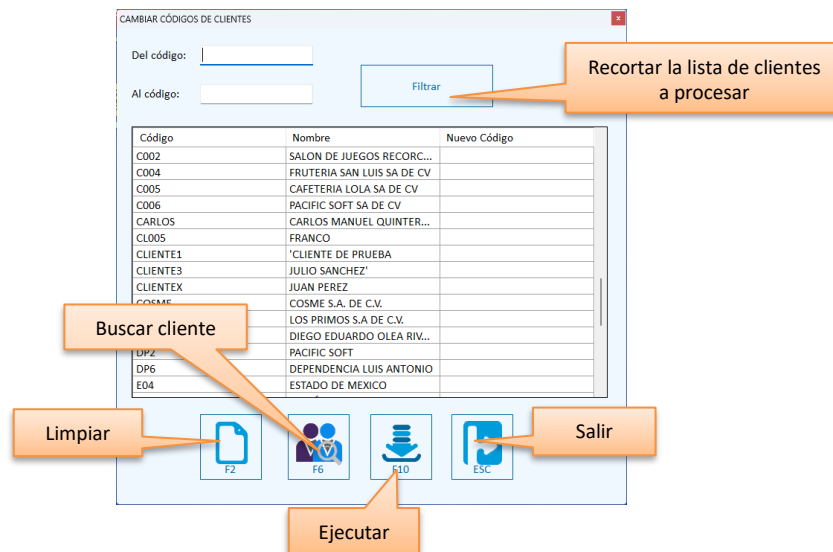 CAMBIAR CÓDIGOS DE CLIENTES
x
Del código:
Al código:
Filtrar
Recortar la lista de clientes
a procesar
Código Nombre Nuevo Código
C002 SALON DE JUEGOS RECORC...
C004 FRUTERIA SAN LUIS SA DE CV
C005 CAFETERIA LOLA SA DE CV
C006 PACIFIC SOFT SA DE CV
CARLOS CARLOS MANUEL QUINTER...
CL005 FRANCO
CLIENTE1 'CLIENTE DE PRUEBA
CLIENTE3 JULIO SANCHEZ'
CLIENTEX JUAN PEREZ
COSME COSME S.A. DE C.V.
LOS PRIMOS S.A DE C.V.
DIEGO EDUARDO OLEA RIV...
DP2 PACIFIC SOFT
DP6 DEPENDENCIA LUIS ANTONIO
E04 ESTADO DE MEXICO
Buscar cliente
Limpiar
Salir
F2 F6 F10 ESC
Ejecutar